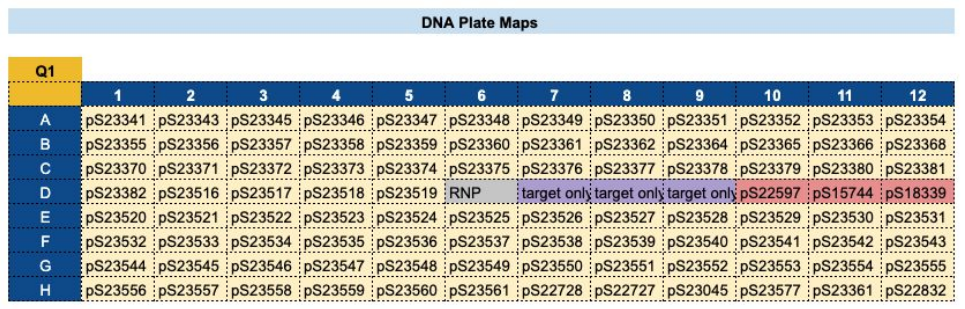 DNA Plate Maps
Q1
1 2 3 4 5 6 7 8 9 10 11 12
A pS23341 pS23343 pS23345 pS23346 pS23347 pS23348 pS23349 pS23350 pS23351 pS23352 pS23353 pS23354
B pS23355 pS23356 pS23357 pS23358 pS23359 pS23360 pS23361 pS23362 pS23364 pS23365 pS23366 pS23368
C pS23370 pS23371 pS23372 pS23373 pS23374 pS23375 pS23376 pS23377 pS23378 pS23379 pS23380 pS23381
D pS23382 pS23516 pS23517 pS23518 pS23519 RNP target only target only target only pS22597 pS15744 pS18339
E pS23520 pS23521 pS23522 pS23523 pS23524 pS23525 pS23526 pS23527 pS23528 pS23529 pS23530 pS23531
F pS23532 pS23533 pS23534 pS23535 pS23536 pS23537 pS23538 pS23539 pS23540 pS23541 pS23542 pS23543
G pS23544 pS23545 pS23546 pS23547 pS23548 pS23549 pS23550 pS23551 pS23552 pS23553 pS23554 pS23555
H pS23556 pS23557 pS23558 pS23559 pS23560 pS23561 pS22728 pS22727 pS23045 pS23577 pS23361 pS22832